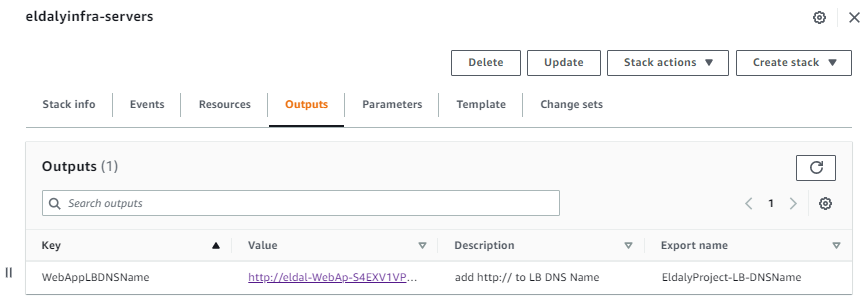 eldalyinfra-servers
Delete
Update
Stack actions
Create stack
Stack info
Events
Resources
Outputs
Parameters
Template
Change sets
Outputs (1)
Search outputs
1
Key
Value
Description
Export name
WebAppLBDNSName
http://eldal-WebAp-S4EXV1VP...
add http:// to LB DNS Name
EldalyProject-LB-DNSName